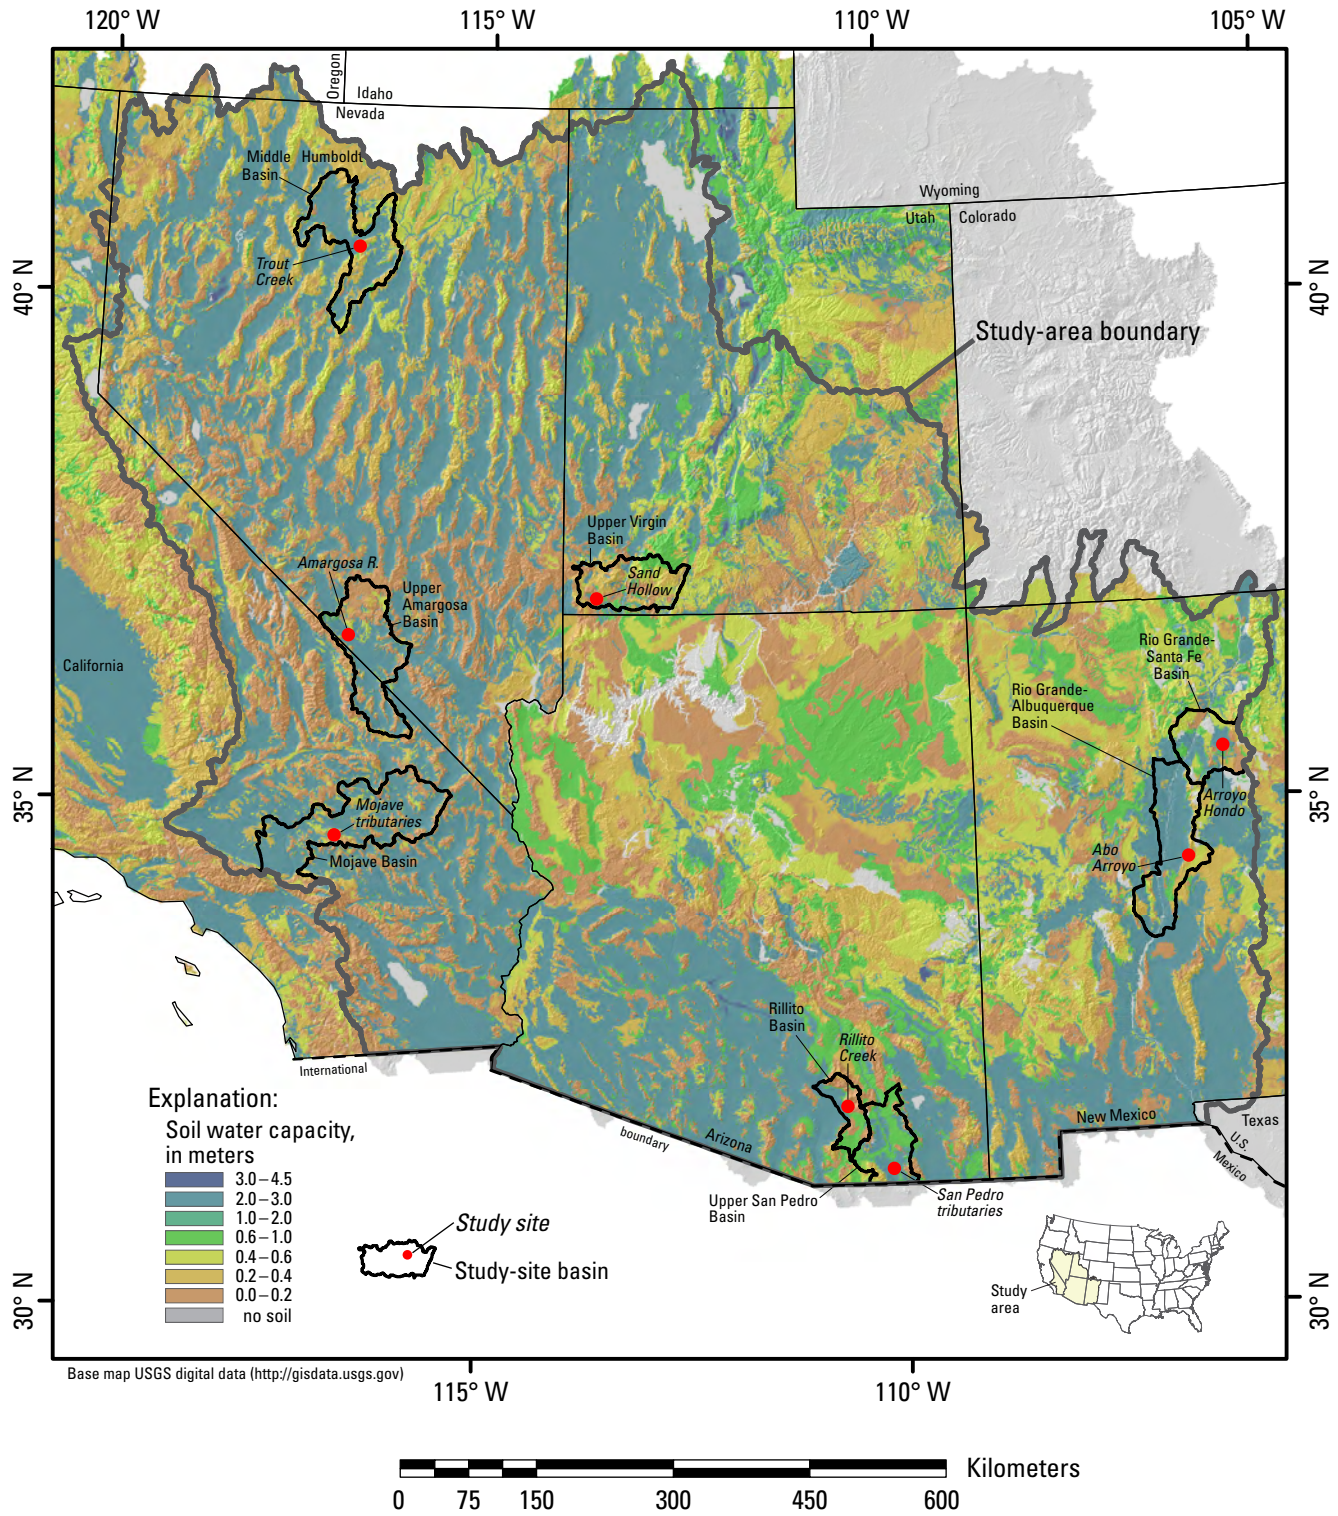 120° W
115° W
110° W
105° W
Oregon
Idaho
Nevada
Middle Humboldt
Basin
Wyoming
Utah
Colorado
Trout
Creek
40° N
40° N
Study-area boundary
Upper Virgin
Basin
Sand
Hollow
Amargosa R.
Upper
Amargosa
Basin
California
Rio Grande-
Santa Fe
Basin
Rio Grande-
Albuquerque
Basin
35° N
35° N
Mojave
tributaries
Mojave Basin
Arroyo
Hondo
Abo
Arroyo
Rillito
Basin
Rillito
Creek
International
boundary
Arizona
New Mexico
Texas
U.S.
Mexico
Upper San Pedro
Basin
San Pedro
tributaries
Explanation:
Soil water capacity,
in meters
3.0–4.5
2.0–3.0
1.0–2.0
0.6–1.0
0.4–0.6
0.2–0.4
0.0–0.2
no soil
Study site
Study-site basin
Study
area
30° N
30° N
Base map USGS digital data (http://gisdata.usgs.gov)
115° W
110° W
Kilometers
0 75 150 300 450 600